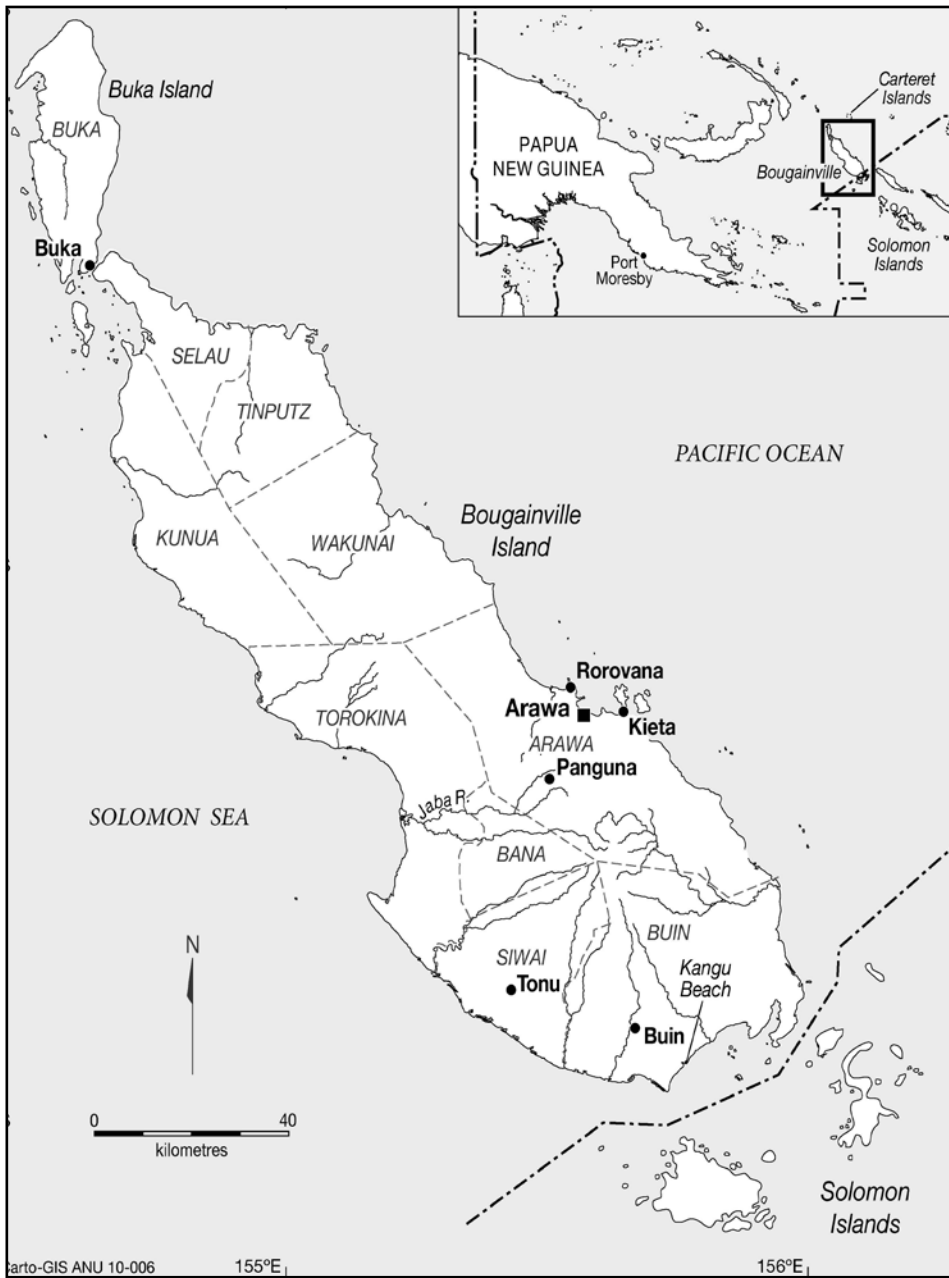 Buka Island
BUKA
Buka
Carteret
Islands
PAPUA
NEW GUINEA
Bougainville
Solomon
Islands
Port
Moresby
SELAU
TINPUTZ
PACIFIC OCEAN
KUNUA
WAKUNAI
Bougainville
Island
Rorovana
Arawa
Kieta
TOROKINA
ARAWA
Panguna
Jaba R.
SOLOMON SEA
BANA
N
SIWAI
BUIN
Kangu
Beach
Tonu
Buin
0 40
kilometres
Solomon
Islands
arto-GIS ANU 10-006
155°E
156°E